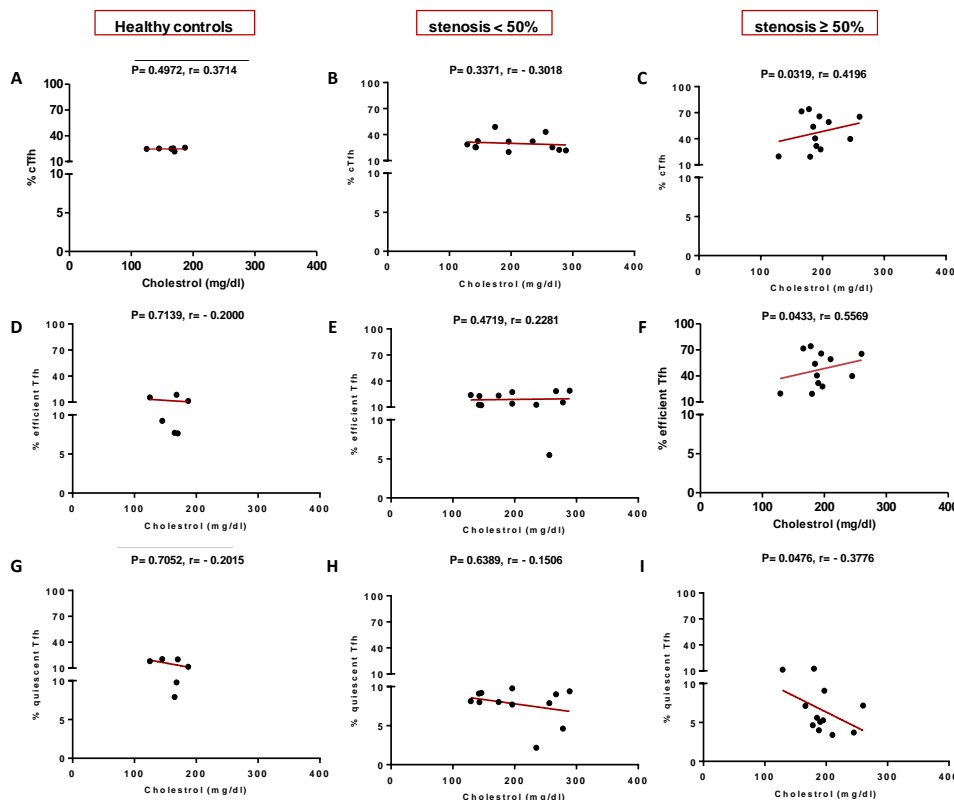 Healthy controls
stenosis < 50%
stenosis ≥ 50%
A
P= 0.4972, r= 0.3714
% cTfh
100
70
40
10
10
5
0
0
100
200
300
400
Cholestrol (mg/dl)
B
P= 0.3371, r= - 0.3018
% cTfh
100
70
40
10
10
5
0
0
100
200
300
400
Cholestrol (mg/dl)
C
P= 0.0319, r= 0.4196
% cTfh
100
70
40
10
10
5
0
0
100
200
300
400
Cholestrol (mg/dl)
D
P= 0.7139, r= - 0.2000
% efficient Tfh
100
70
40
10
10
5
0
0
100
200
300
400
Cholestrol (mg/dl)
E
P= 0.4719, r= 0.2281
% efficient Tfh
100
70
40
10
10
5
0
0
100
200
300
400
Cholestrol (mg/dl)
F
P= 0.0433, r= 0.5569
% efficient Tfh
100
70
40
10
10
5
0
0
100
200
300
400
Cholestrol (mg/dl)
G
P= 0.7052, r= - 0.2015
% quiescent Tfh
100
70
40
10
10
5
0
0
100
200
300
400
Cholestrol (mg/dl)
H
P= 0.6389, r= - 0.1506
% quiescent Tfh
100
70
40
10
10
5
0
0
100
200
300
400
Cholestrol (mg/dl)
I
P= 0.0476, r= - 0.3776
% quiescent Tfh
100
70
40
10
10
5
0
0
100
200
300
400
Cholestrol (mg/dl)